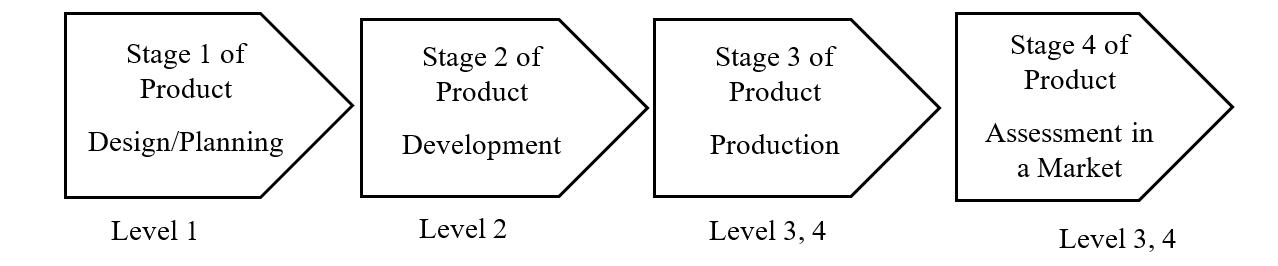 Stage 1 of
Product
Design/Planning
Level 1
Stage 2 of
Product
Development
Level 2
Stage 3 of
Product
Production
Level 3, 4
Stage 4 of
Product
Assessment in
a Market
Level 3, 4